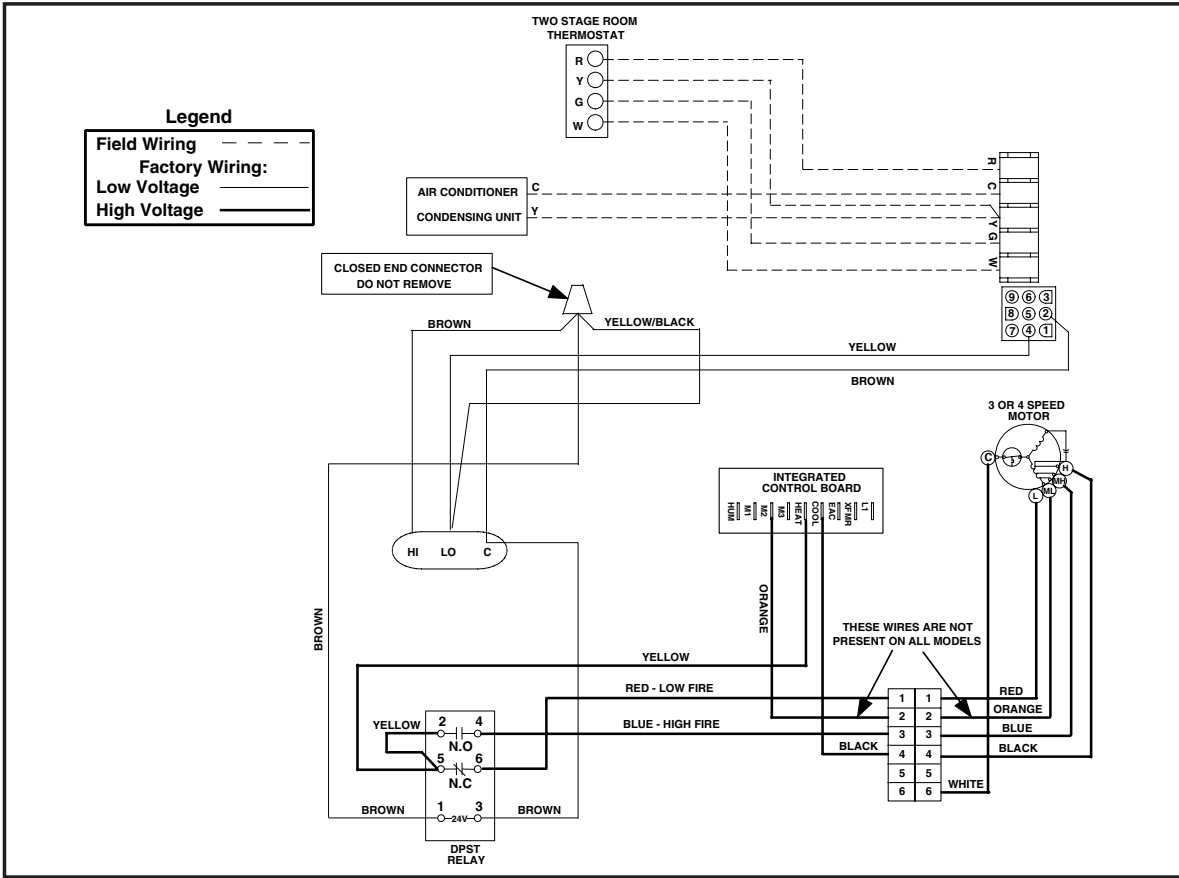 TWO STAGE ROOM
THERMOSTAT
R
Y
G
W
Legend
Field Wiring
Factory Wiring:
Low Voltage
High Voltage
AIR CONDITIONER
CONDENSING UNIT
C
Y
R
C
Y
G
W
CLOSED END CONNECTOR
DO NOT REMOVE
9 6 3
8 5 2
7 4 1
BROWN
YELLOW/BLACK
YELLOW
BROWN
3 OR 4 SPEED
MOTOR
C
H
MH
ML
L
INTEGRATED
CONTROL BOARD
HUM
M1
M2
M3
HEAT
COOL
EAC
XFMR
L1
HI LO C
BROWN
ORANGE
THESE WIRES ARE NOT
PRESENT ON ALL MODELS
YELLOW
RED - LOW FIRE
BLUE - HIGH FIRE
BLACK
1 1
2 2
3 3
4 4
5 5
6 6
RED
ORANGE
BLUE
BLACK
WHITE
YELLOW
2 4
N.O
5 6
N.C
1 3
24V
BROWN
BROWN
DPST
RELAY